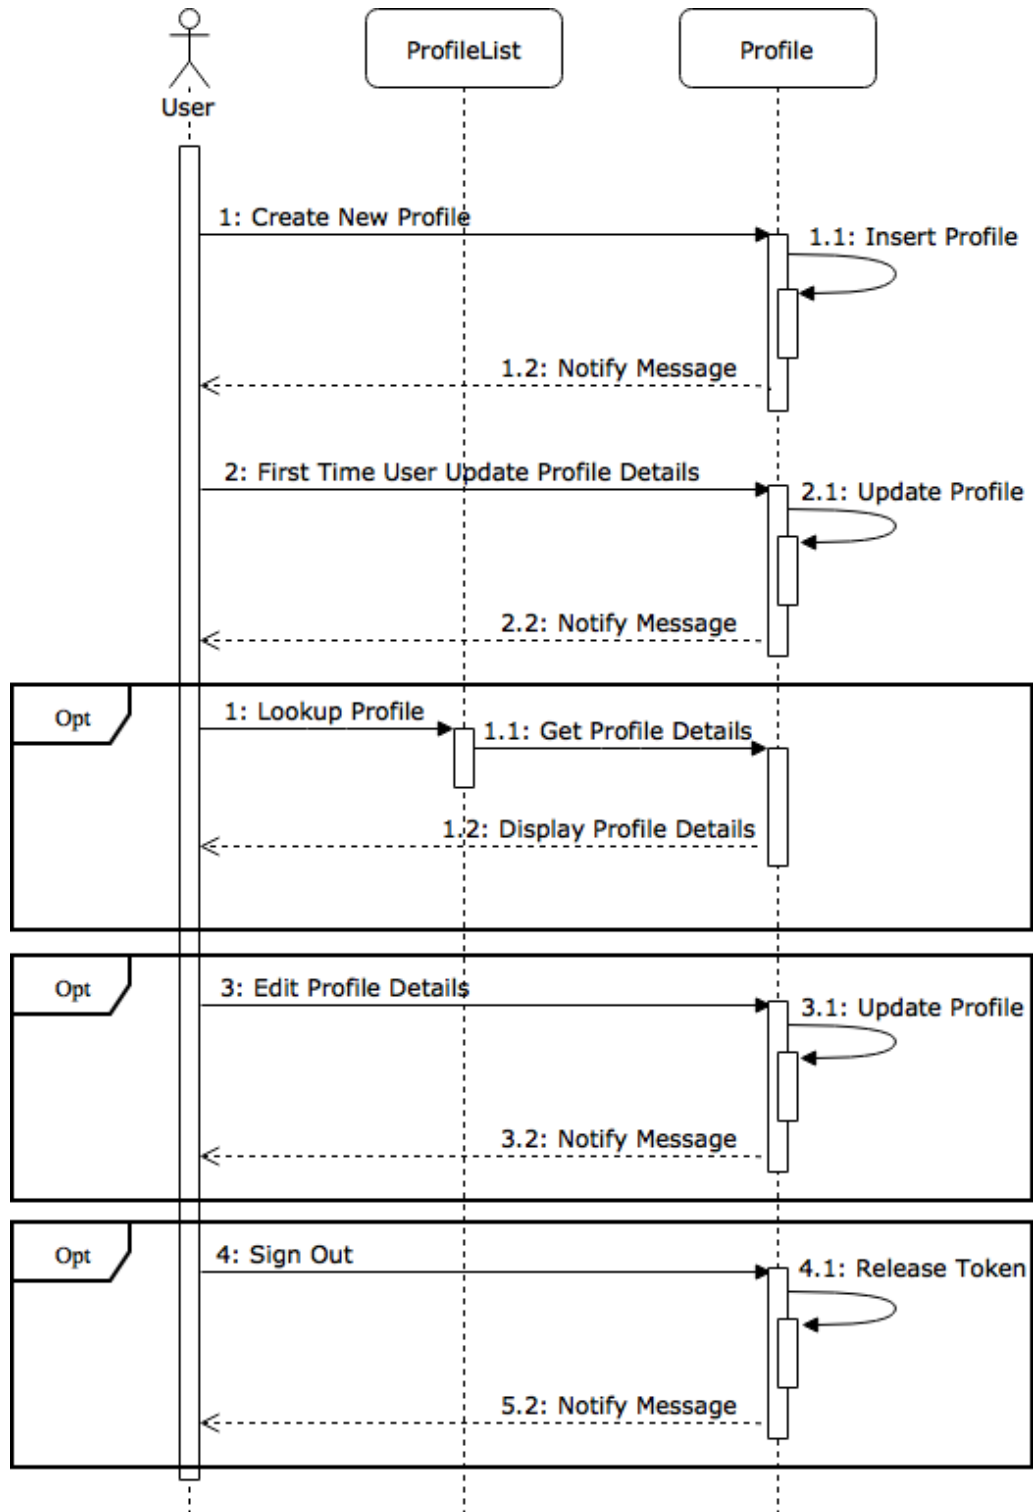 ProfileList
Profile
User
1: Create New Profile
1.1: Insert Profile
1.2: Notify Message
2: First Time User Update Profile Details
2.1: Update Profile
2.2: Notify Message
Opt
1: Lookup Profile
1.1: Get Profile Details
1.2: Display Profile Details
Opt
3: Edit Profile Details
3.1: Update Profile
3.2: Notify Message
Opt
4: Sign Out
4.1: Release Token
5.2: Notify Message